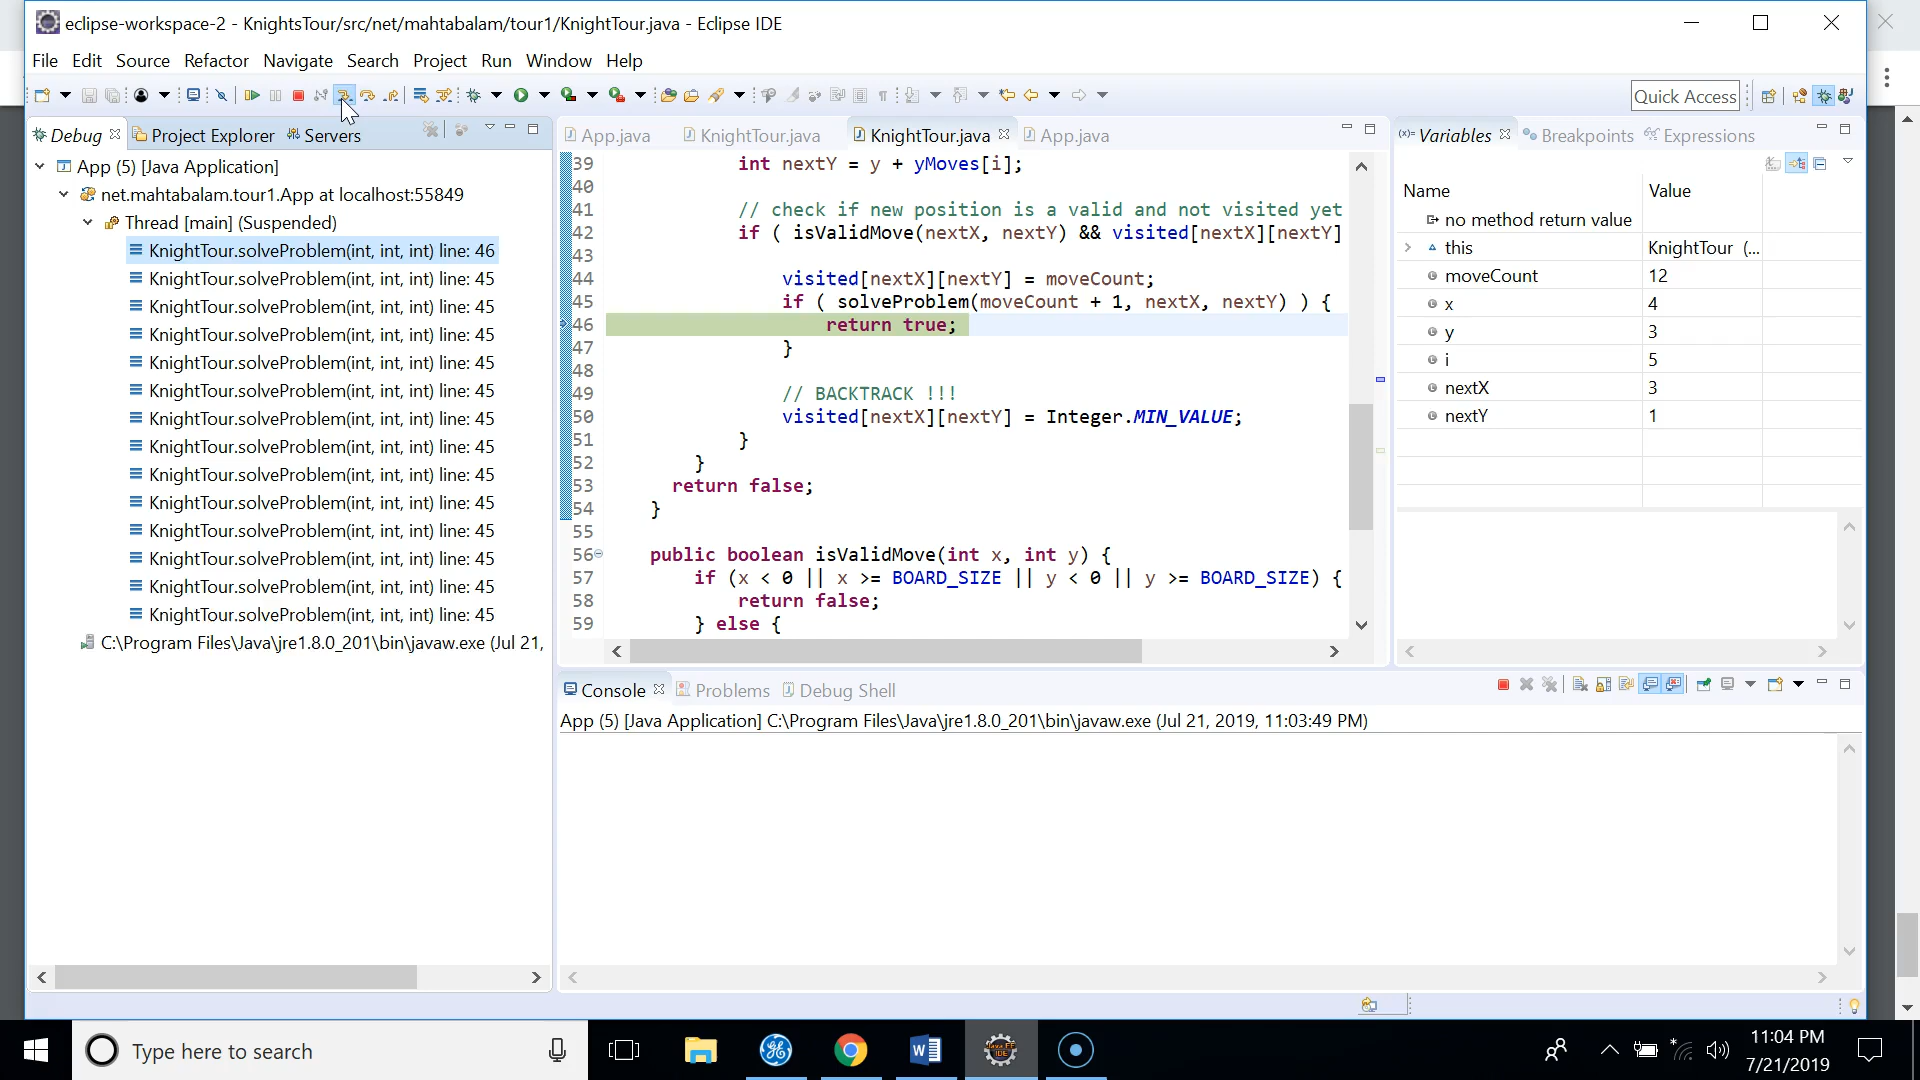 eclipse-workspace-2 - KnightsTour/src/net/mahtabalam/tour1/KnightTour.java - Eclipse IDE
File Edit Source Refactor Navigate Search Project Run Window Help
Quick Access
Debug Project Explorer Servers
App (5) [Java Application]
net.mahtabalam.tour1.App at localhost:55849
Thread [main] (Suspended)
KnightTour.solveProblem(int, int, int) line: 46
KnightTour.solveProblem(int, int, int) line: 45
KnightTour.solveProblem(int, int, int) line: 45
KnightTour.solveProblem(int, int, int) line: 45
KnightTour.solveProblem(int, int, int) line: 45
KnightTour.solveProblem(int, int, int) line: 45
KnightTour.solveProblem(int, int, int) line: 45
KnightTour.solveProblem(int, int, int) line: 45
KnightTour.solveProblem(int, int, int) line: 45
KnightTour.solveProblem(int, int, int) line: 45
KnightTour.solveProblem(int, int, int) line: 45
KnightTour.solveProblem(int, int, int) line: 45
KnightTour.solveProblem(int, int, int) line: 45
KnightTour.solveProblem(int, int, int) line: 45
C:\Program Files\Java\jre1.8.0_201\bin\javaw.exe (Jul 21,
App.java KnightTour.java KnightTour.java App.java
39 int nextY = y + yMoves[i];
40
41 // check if new position is a valid and not visited yet
42 if ( isValidMove(nextX, nextY) && visited[nextX][nextY]
43
44 visited[nextX][nextY] = moveCount;
45 if ( solveProblem(moveCount + 1, nextX, nextY) ) {
46 return true;
47 }
48
49 // BACKTRACK !!!
50 visited[nextX][nextY] = Integer.MIN_VALUE;
51 }
52 }
53 return false;
54 }
55
56 public boolean isValidMove(int x, int y) {
57 if (x < 0 || x >= BOARD_SIZE || y < 0 || y >= BOARD_SIZE) {
58 return false;
59 } else {
(x)= Variables Breakpoints Expressions
Name Value
no method return value
this KnightTour (...
moveCount 12
x 4
y 3
i 5
nextX 3
nextY 1
Console Problems Debug Shell
App (5) [Java Application] C:\Program Files\Java\jre1.8.0_201\bin\javaw.exe (Jul 21, 2019, 11:03:49 PM)
Type here to search
11:04 PM
7/21/2019